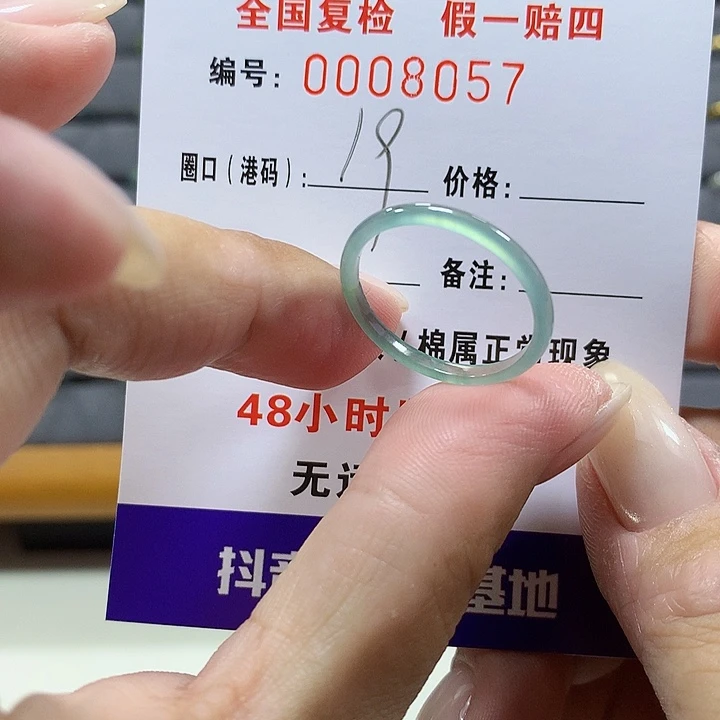 全国复检 假一赔四
编号: 0008057
圈口(港码): 19 价格:
备注:
棉属正常现象
48小时
无
抖 基地